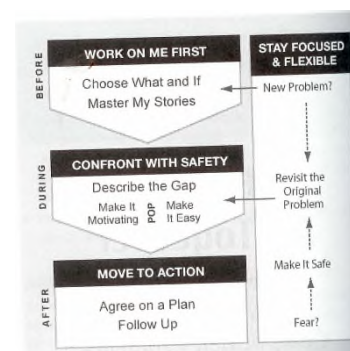 BEFORE
WORK ON ME FIRST
Choose What and If
Master My Stories
DURING
CONFRONT WITH SAFETY
Describe the Gap
Make It
Motivating
POP
Make
It Easy
AFTER
MOVE TO ACTION
Agree on a Plan
Follow Up
STAY FOCUSED
& FLEXIBLE
New Problem?
Revisit the
Original
Problem
Make It Safe
Fear?